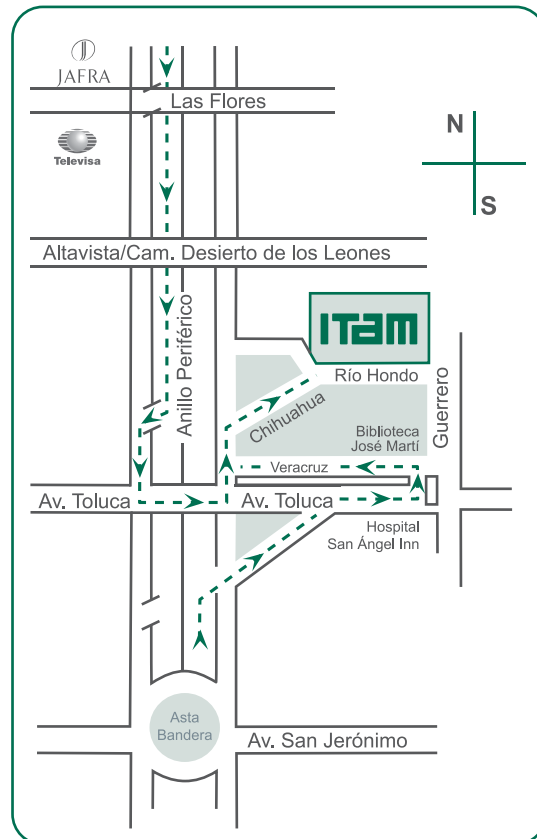 JAFRA
Las Flores
N
Televisa
S
Altavista/Cam. Desierto de los Leones
Anillo Periférico
ITAM
Río Hondo
Chihuahua
Guerrero
Biblioteca
José Martí
Veracruz
Av. Toluca
Av. Toluca
Hospital
San Ángel Inn
Asta
Bandera
Av. San Jerónimo